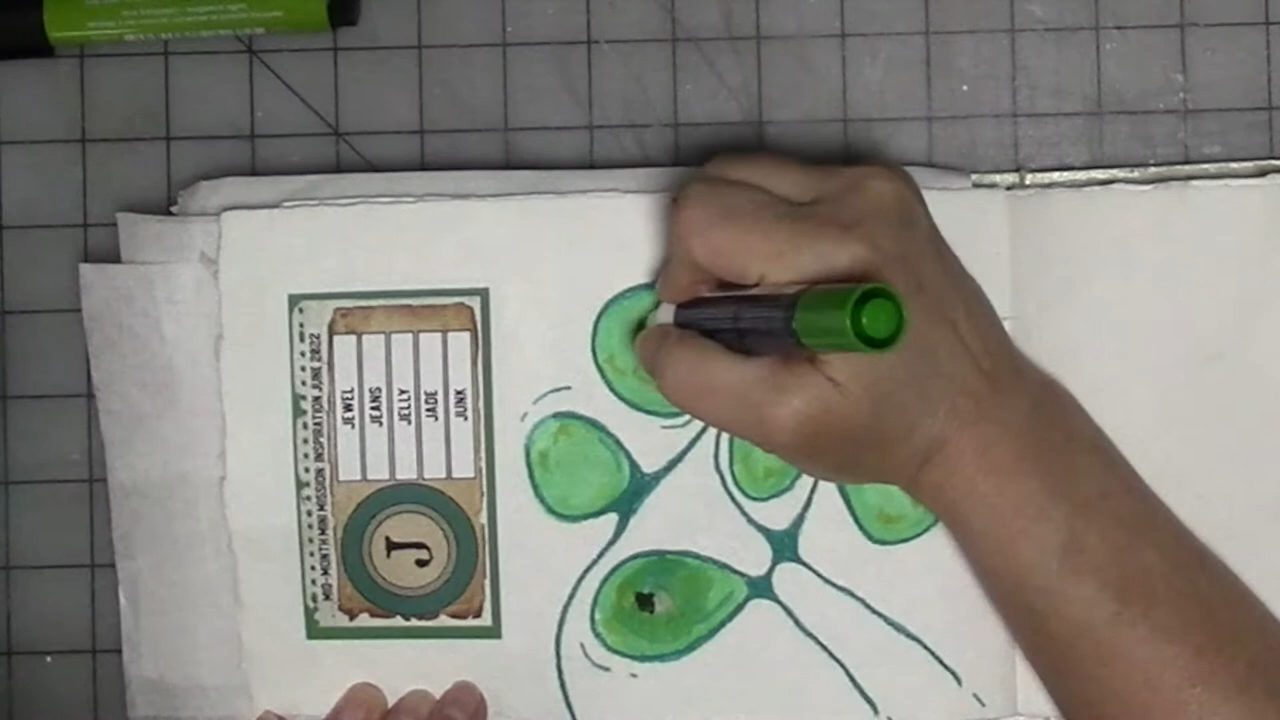 MID-MONTH MINI MISSION INSPIRATION JUNE 2022
J
JEWEL
JEANS
JELLY
JADE
JUNK